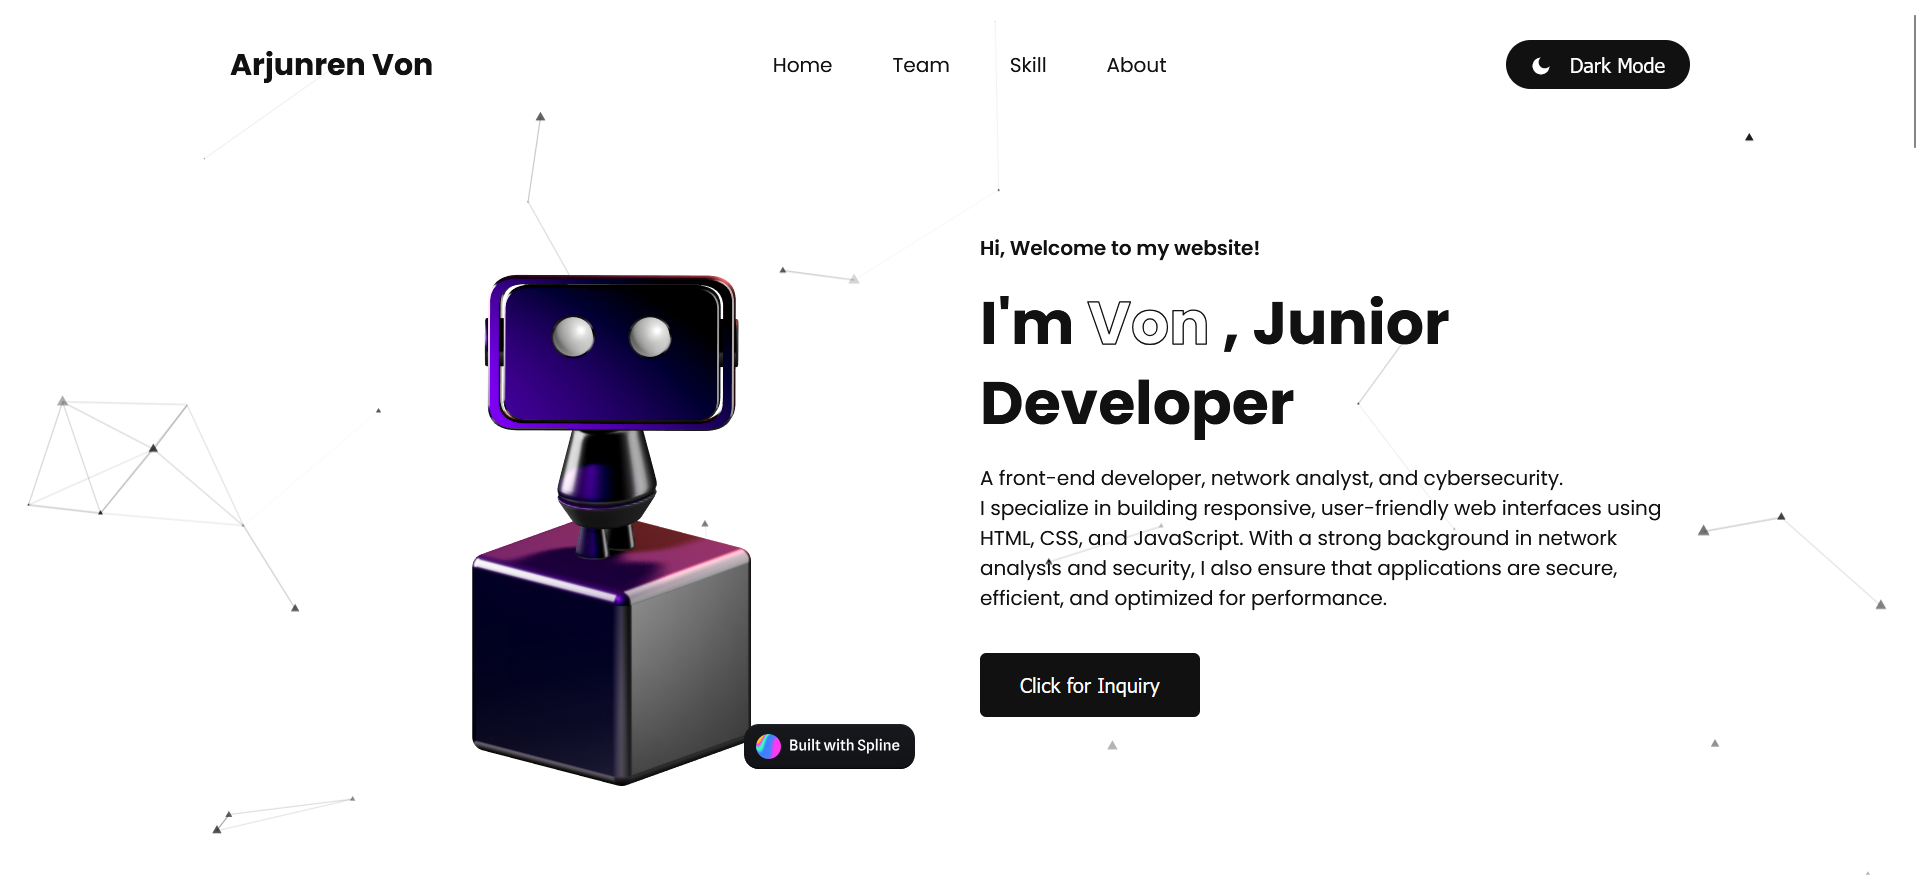 Arjunren Von
Home
Team
Skill
About
Dark Mode
Hi, Welcome to my website!
I'm Von , Junior
Developer
A front-end developer, network analyst, and cybersecurity.
I specialize in building responsive, user-friendly web interfaces using
HTML, CSS, and JavaScript. With a strong background in network
analysis and security, I also ensure that applications are secure,
efficient, and optimized for performance.
Click for Inquiry
Built with Spline